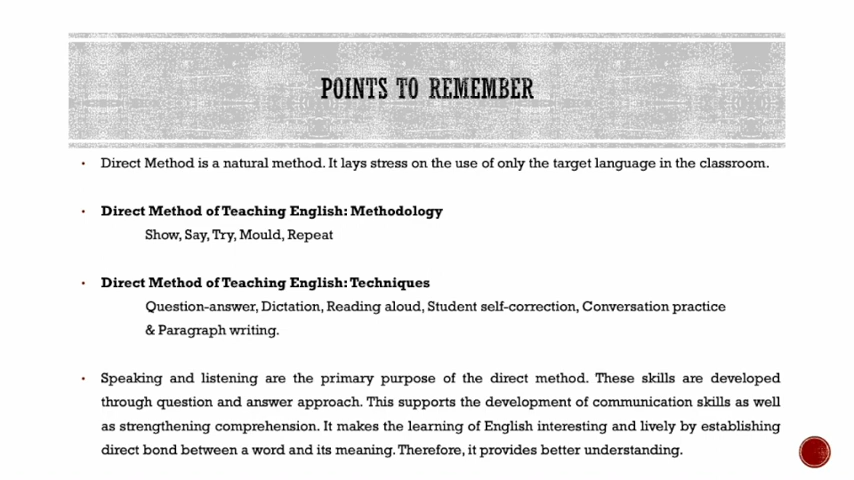 POINTS TO REMEMBER
• Direct Method is a natural method. It lays stress on the use of only the target language in the classroom.
• Direct Method of Teaching English: Methodology
Show, Say, Try, Mould, Repeat
• Direct Method of Teaching English: Techniques
Question-answer, Dictation, Reading aloud, Student self-correction, Conversation practice
& Paragraph writing.
• Speaking and listening are the primary purpose of the direct method. These skills are developed
through question and answer approach. This supports the development of communication skills as well
as strengthening comprehension. It makes the learning of English interesting and lively by establishing
direct bond between a word and its meaning. Therefore, it provides better understanding.